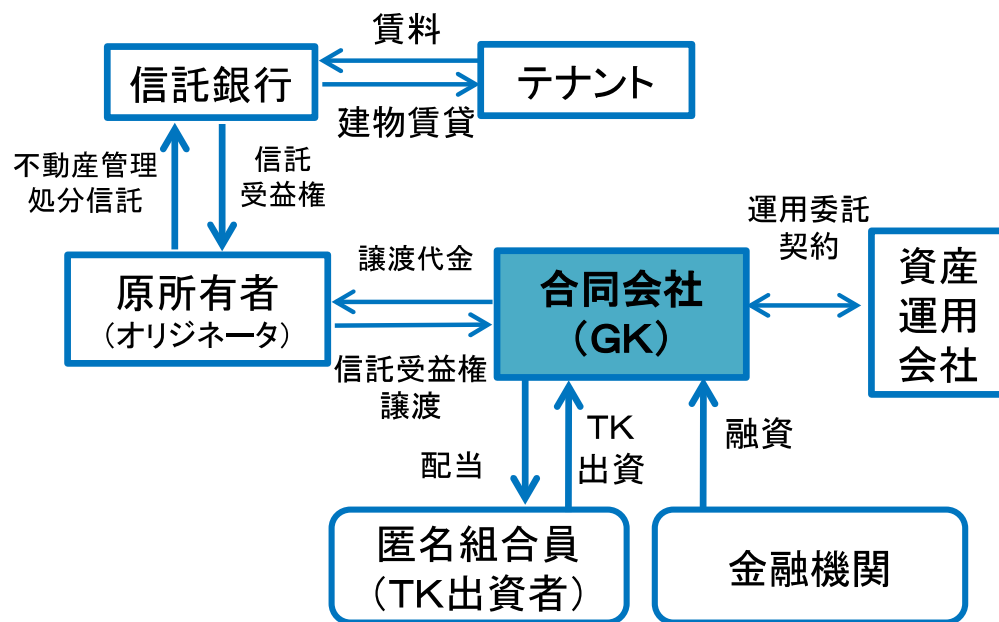 賃料
信託銀行
テナント
建物賃貸
不動産管理
処分信託
信託
受益権
運用委託
契約
原所有者
(オリジネータ)
譲渡代金
合同会社
(GK)
資産
運用
会社
信託受益権
譲渡
配当
TK
出資
融資
匿名組合員
(TK出資者)
金融機関